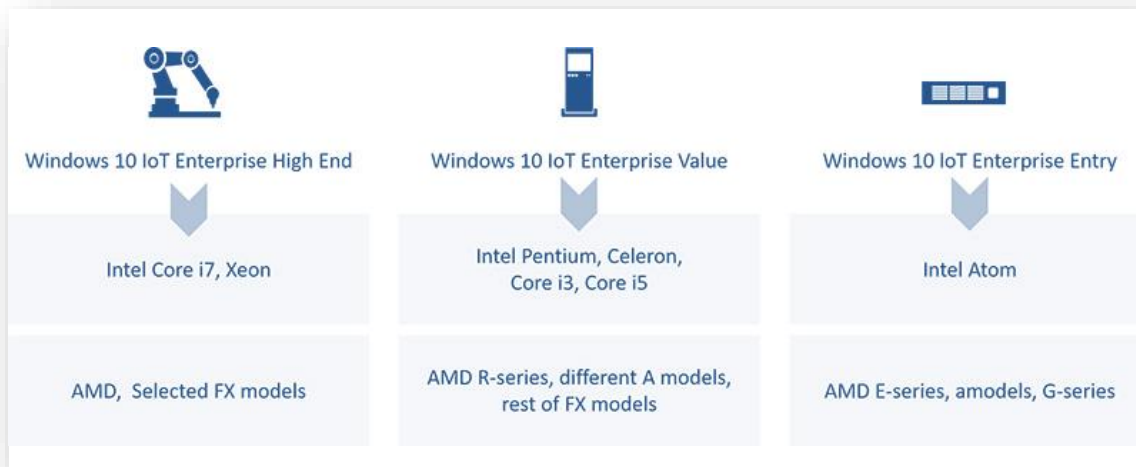 Windows 10 IoT Enterprise High End
Windows 10 IoT Enterprise Value
Windows 10 IoT Enterprise Entry
Intel Core i7, Xeon
Intel Pentium, Celeron,
Core i3, Core i5
Intel Atom
AMD, Selected FX models
AMD R-series, different A models,
rest of FX models
AMD E-series, amodels, G-series